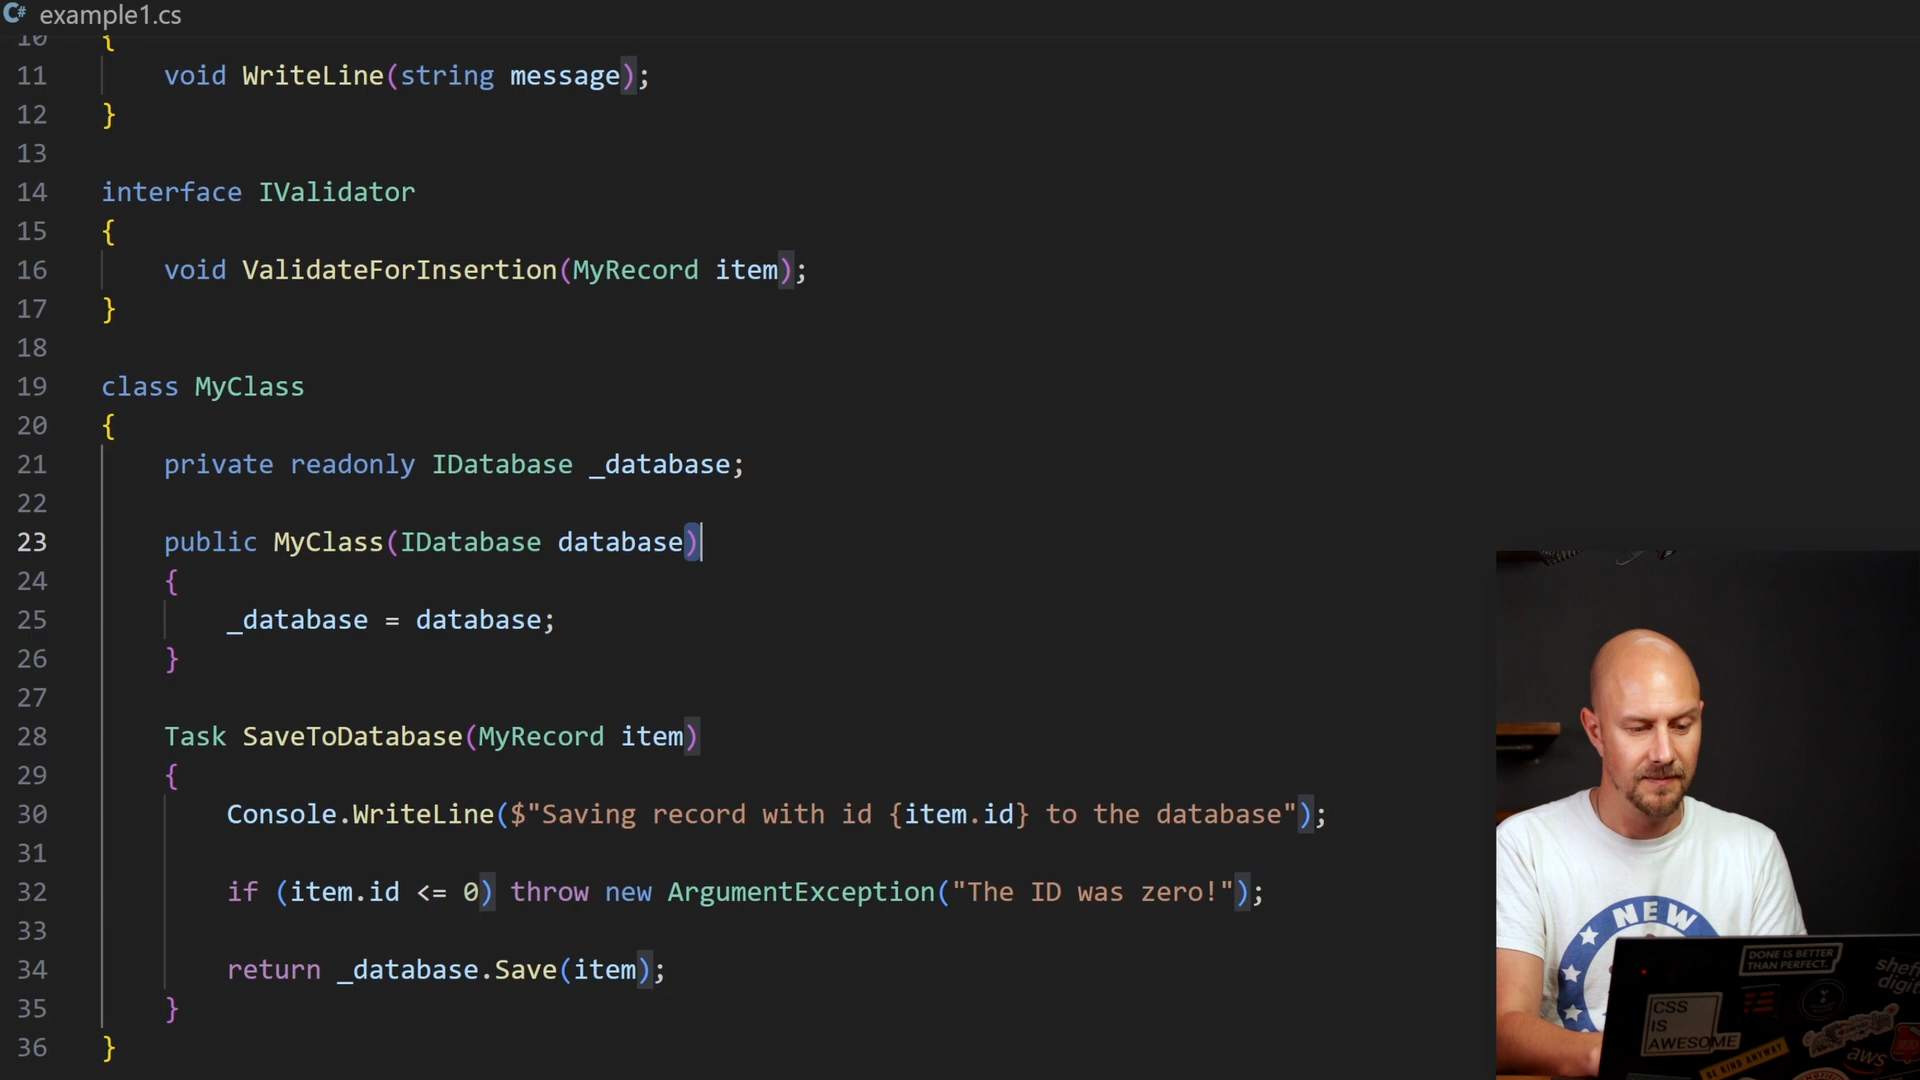 C# example1.cs
10 {
11 void WriteLine(string message);
12 }
13
14 interface IValidator
15 {
16 void ValidateForInsertion(MyRecord item);
17 }
18
19 class MyClass
20 {
21 private readonly IDatabase _database;
22
23 public MyClass(IDatabase database)
24 {
25 _database = database;
26 }
27
28 Task SaveToDatabase(MyRecord item)
29 {
30 Console.WriteLine($"Saving record with id {item.id} to the database");
31
32 if (item.id <= 0) throw new ArgumentException("The ID was zero!");
33
34 return _database.Save(item);
35 }
36 }
NEW
DONE IS BETTER
THAN PERFECT.
CSS
IS
AWESOME
BE KIND ANYWAY
aws